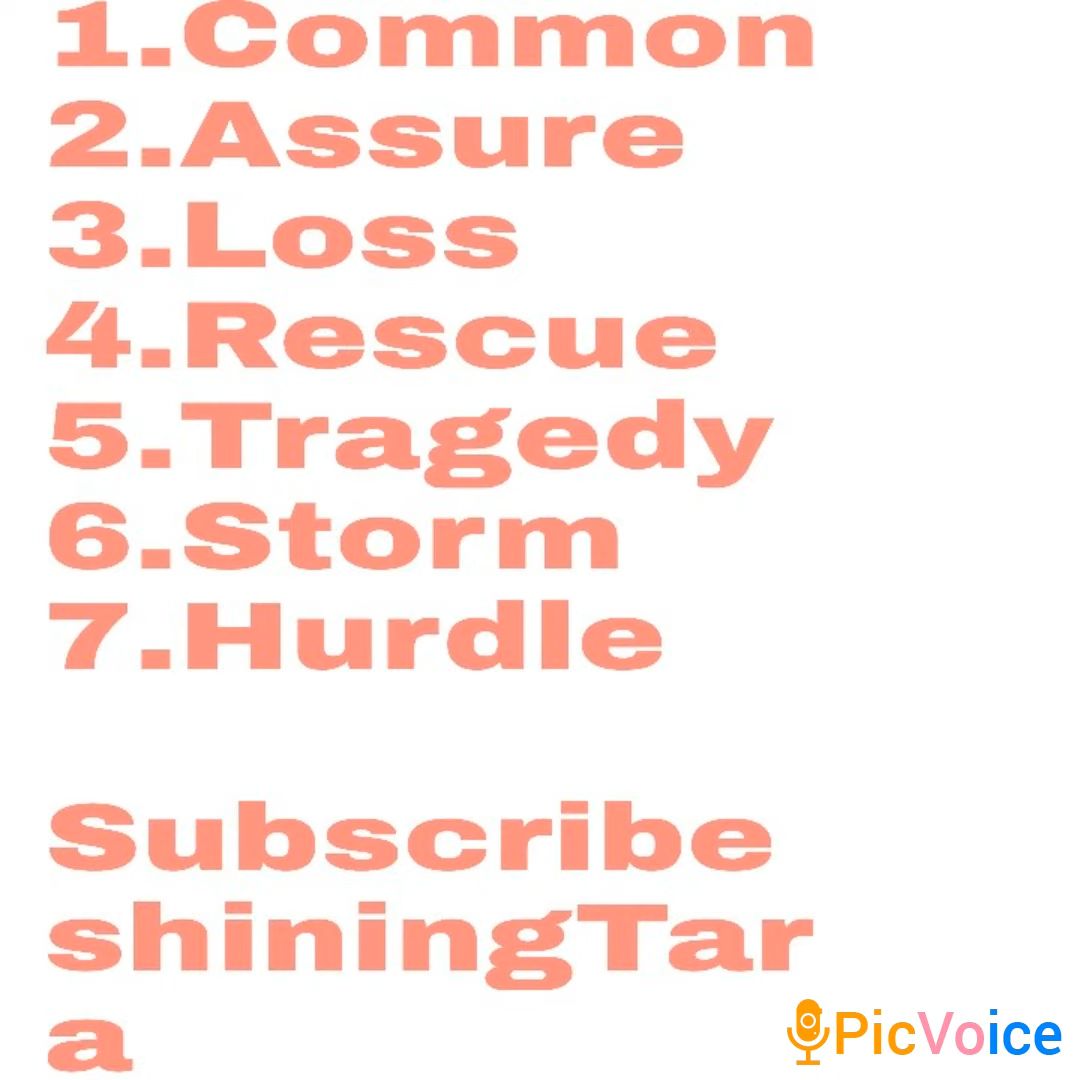 1.Common
2.Assure
3.Loss
4.Rescue
5.Tragedy
6.Storm
7.Hurdle
Subscribe
shiningTar
a
PicVoice